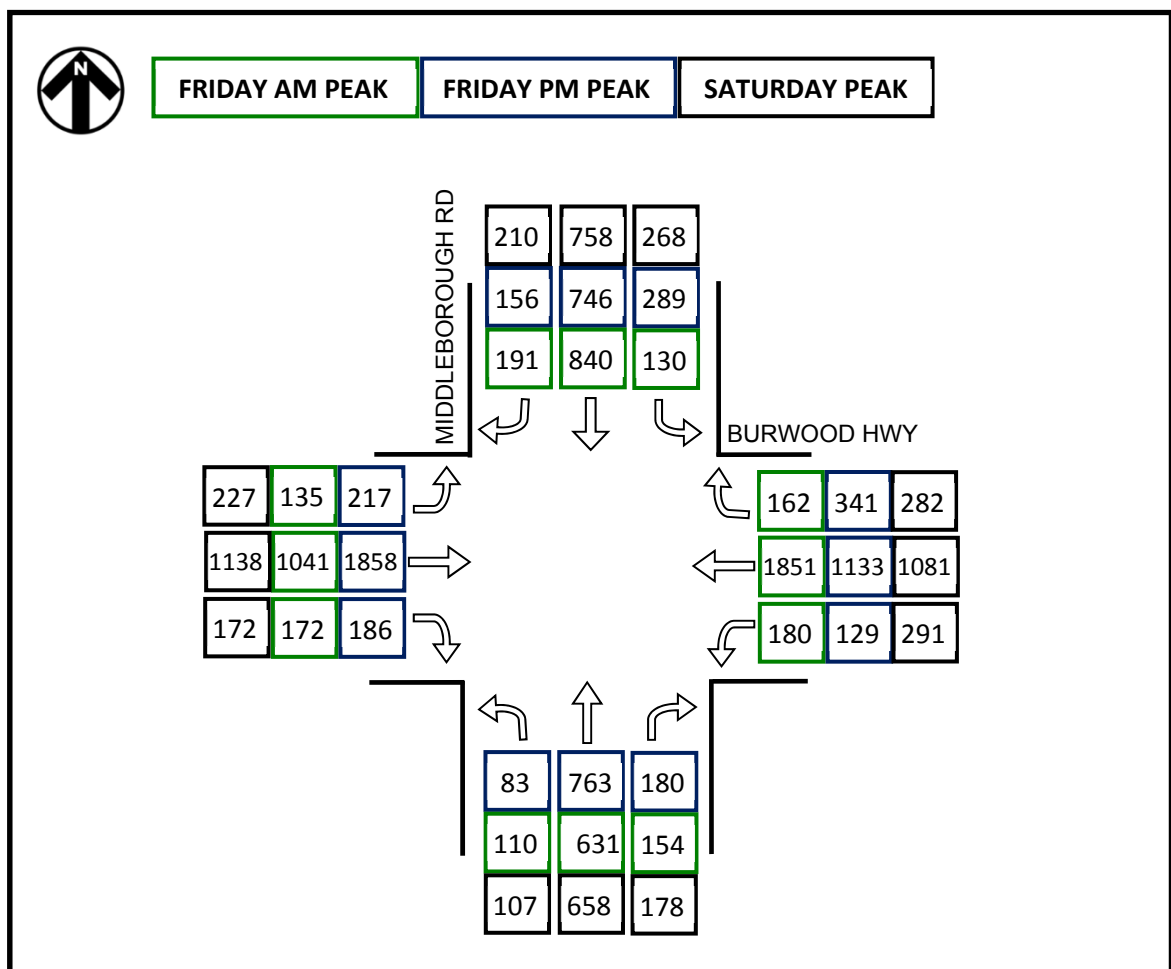 N
FRIDAY AM PEAK FRIDAY PM PEAK SATURDAY PEAK
MIDDLEBOROUGH RD
210 758 268
156 746 289
191 840 130
BURWOOD HWY
227 135 217
1138 1041 1858
172 172 186
162 341 282
1851 1133 1081
180 129 291
83 763 180
110 631 154
107 658 178